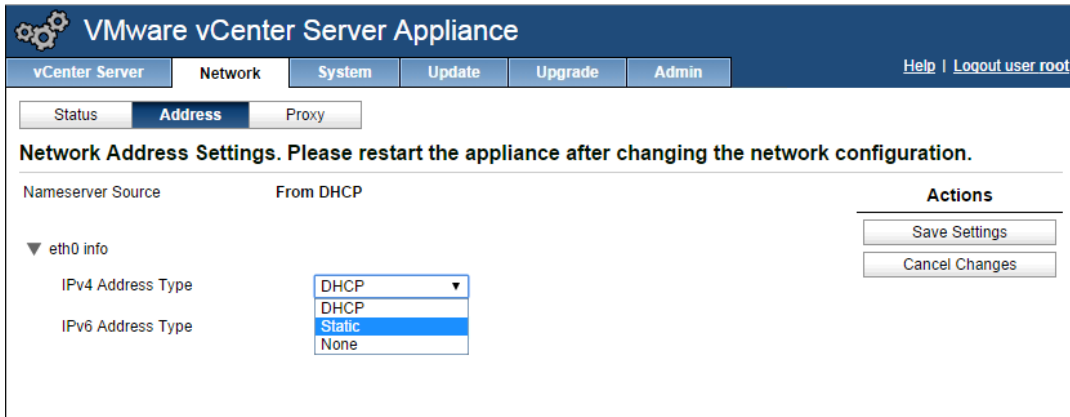 VMware vCenter Server Appliance
vCenter Server Network System Update Upgrade Admin Help | Logout user root
Status Address Proxy
Network Address Settings. Please restart the appliance after changing the network configuration.
Nameserver Source From DHCP Actions
Save Settings
eth0 info
Cancel Changes
IPv4 Address Type DHCP
DHCP
IPv6 Address Type Static
None